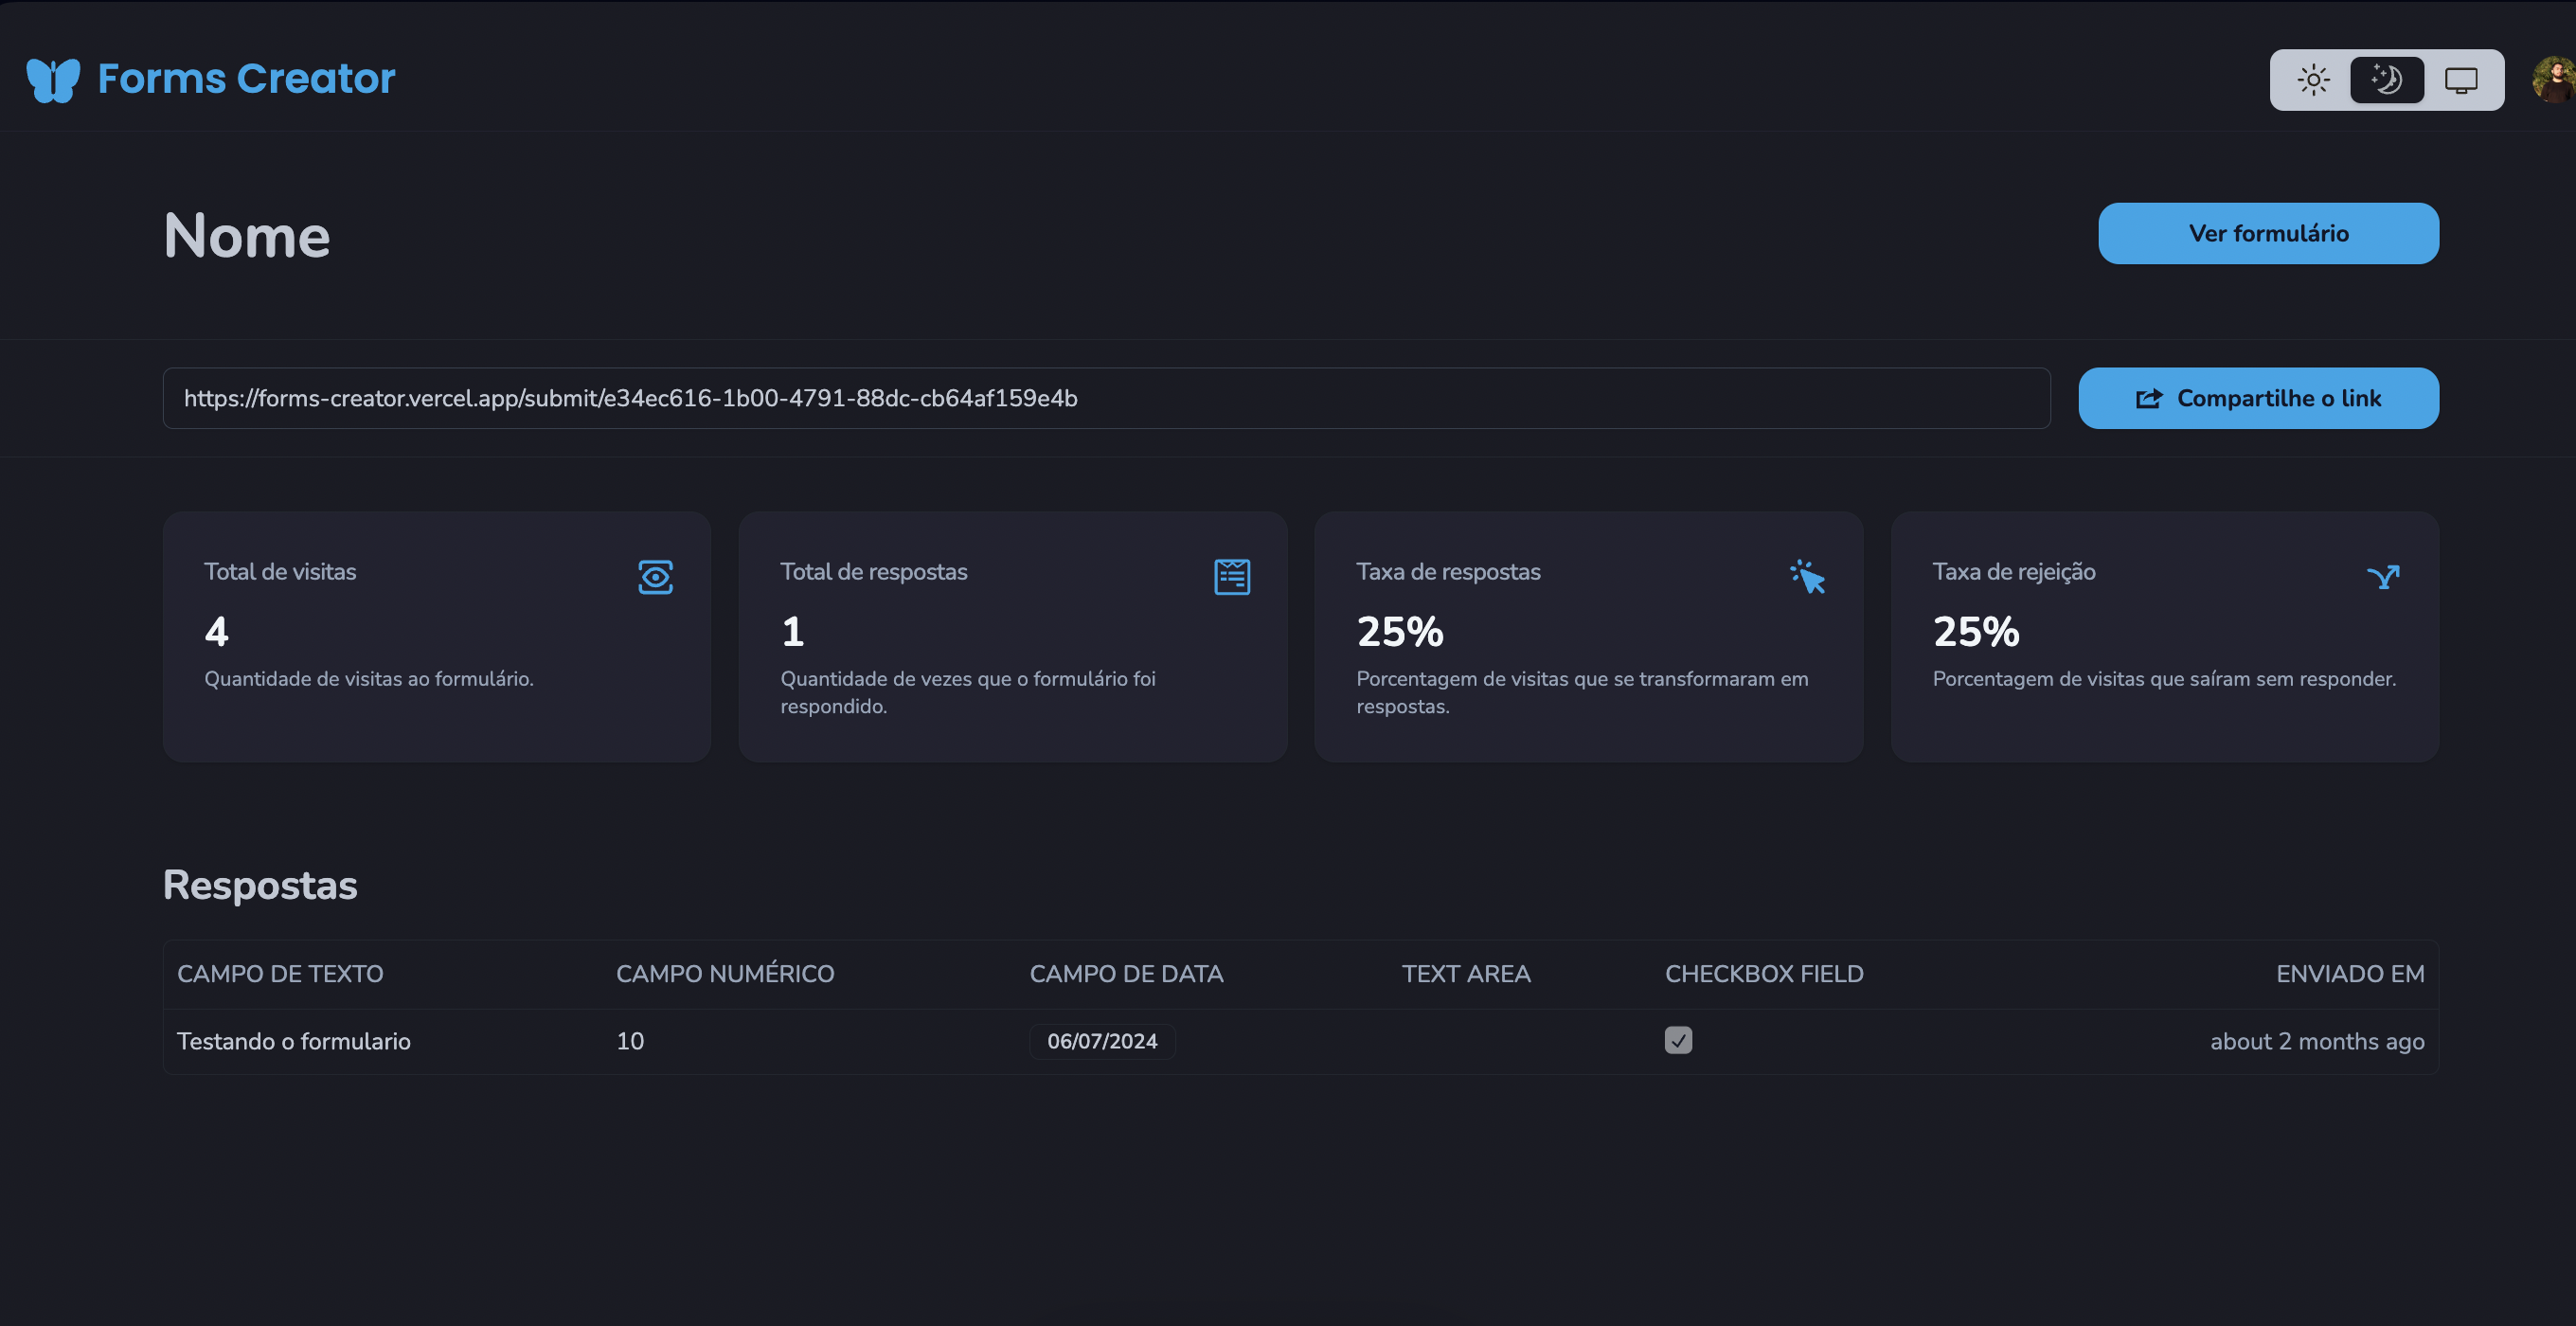 Forms Creator
Nome
Ver formulário
https://forms-creator.vercel.app/submit/e34ec616-1b00-4791-88dc-cb64af159e4b
Compartilhe o link
Total de visitas
4
Quantidade de visitas ao formulário.
Total de respostas
1
Quantidade de vezes que o formulário foi
respondido.
Taxa de respostas
25%
Porcentagem de visitas que se transformaram em
respostas.
Taxa de rejeição
25%
Porcentagem de visitas que saíram sem responder.
Respostas
CAMPO DE TEXTO CAMPO NUMÉRICO CAMPO DE DATA TEXT AREA CHECKBOX FIELD ENVIADO EM
Testando o formulario 10 06/07/2024 about 2 months ago